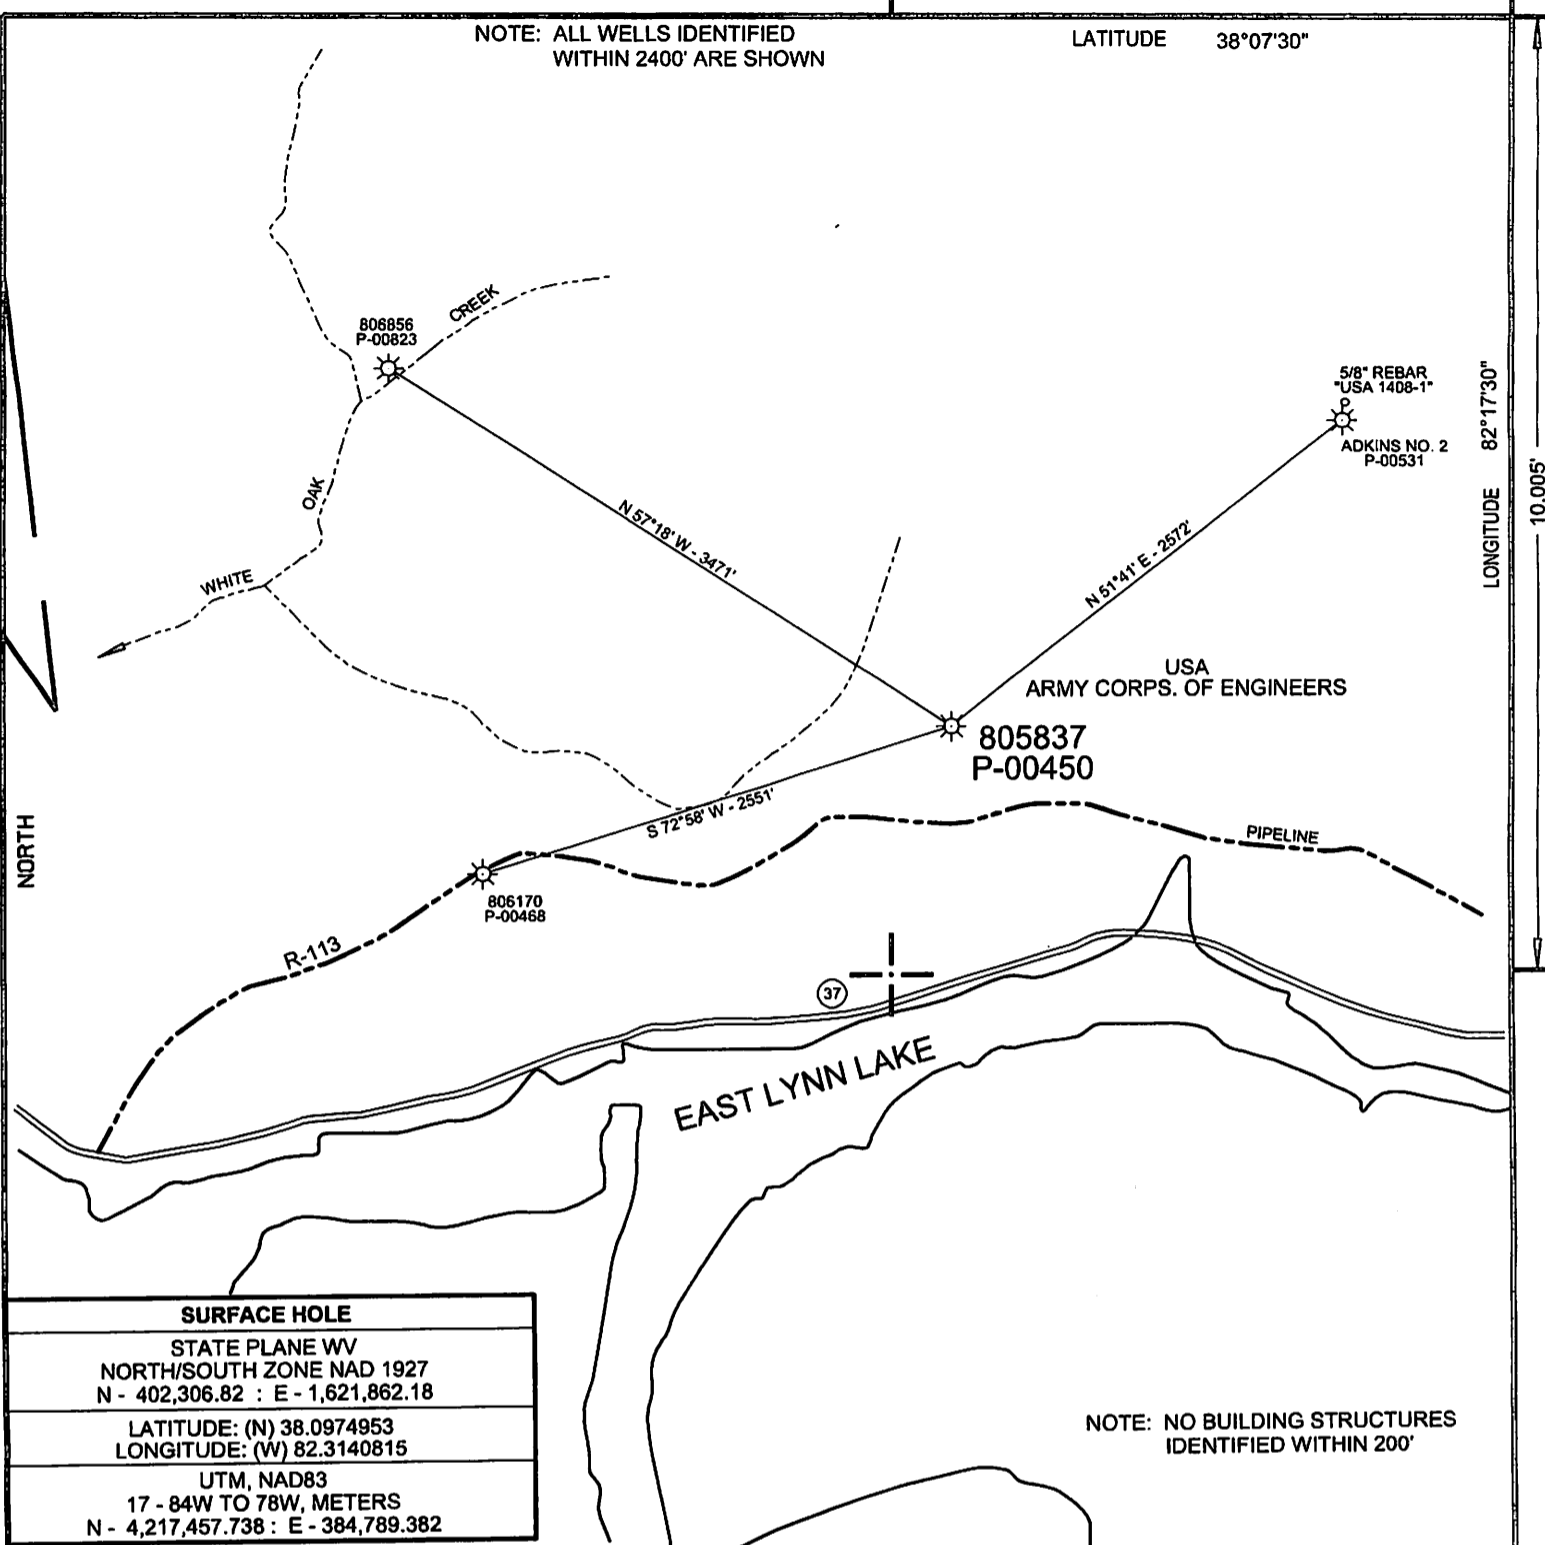 NOTE: ALL WELLS IDENTIFIED
WITHIN 2400' ARE SHOWN
LATITUDE 38°07'30"
806856
P-00823
CREEK
5/8" REBAR
"USA 1408-1"
ADKINS NO. 2
P-00531
LONGITUDE 82°17'30"
10.005'
OAK
WHITE
N 57°18' W - 3471'
N 51°41' E - 2572'
USA
ARMY CORPS. OF ENGINEERS
805837
P-00450
S 72°58' W - 2551'
PIPELINE
NORTH
806170
P-00468
R-113
37
EAST LYNN LAKE
SURFACE HOLE
STATE PLANE WV
NORTH/SOUTH ZONE NAD 1927
N - 402,306.82 : E - 1,621,862.18
LATITUDE: (N) 38.0974953
LONGITUDE: (W) 82.3140815
UTM, NAD83
17 - 84W TO 78W, METERS
N - 4,217,457.738 : E - 384,789.382
NOTE: NO BUILDING STRUCTURES
IDENTIFIED WITHIN 200'